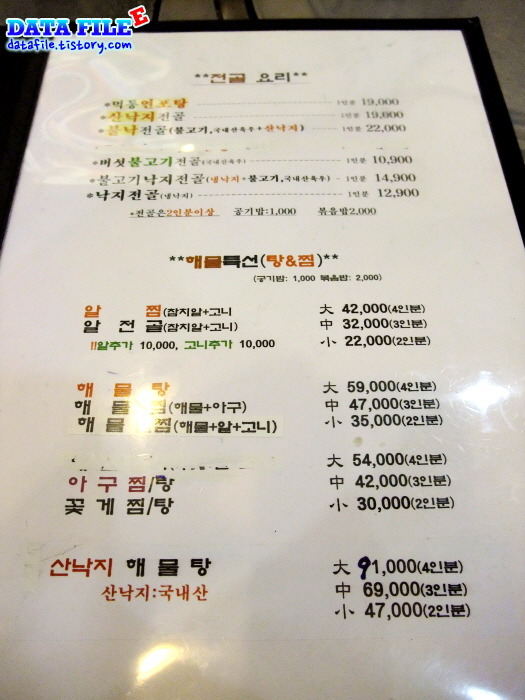 DATA FILE E
datafile.tistory.com
**전골 요리**
*먹통연포탕 1인분 19,000
*산낙지전골 1인분 19,000
*불낙전골(불고기,국내산육우+산낙지) 1인분 22,000
*버섯불고기전골(국내산육우) 1인분 10,900
*불고기낙지전골(냉낙지+불고기,국내산육우) 1인분 14,900
*낙지전골(냉낙지) 1인분 12,900
*전골은2인분이상 공기밥:1,000 볶음밥2,000
**해물특선(탕&찜)**
(공기밥: 1,000 볶음밥: 2,000)
알 찜(참치알+고니 大 42,000(4인분)
알 전 골(참치알+고니) 中 32,000(3인분)
!!알추가 10,000, 고니추가 10,000 小 22,000(2인분)
해 물 탕 大 59,000(4인분)
해 물 찜(해물+아구) 中 47,000(3인분)
해 물 찜(해물+알+고니) 小 35,000(2인분)
大 54,000(4인분)
아 구 찜/탕 中 42,000(3인분)
꽃 게 찜/탕 小 30,000(2인분)
산낙지 해 물 탕 大 91,000(4인분)
산낙지:국내산 中 69,000(3인분)
小 47,000(2인분)